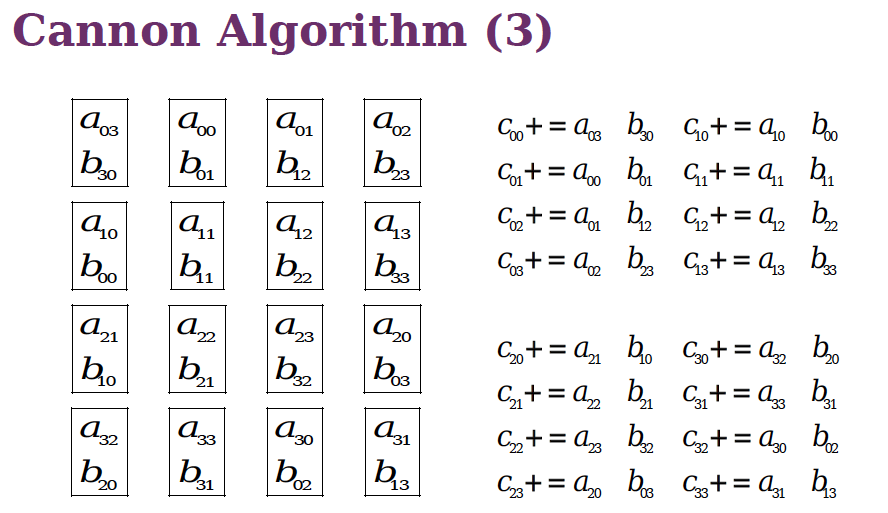 Cannon Algorithm (3)
a03 a00 a01 a02
b30 b01 b12 b23
a10 a11 a12 a13
b00 b11 b22 b33
a21 a22 a23 a20
b10 b21 b32 b03
a32 a33 a30 a31
b20 b31 b02 b13
c00+=a03 b30 c10+=a10 b00
c01+=a00 b01 c11+=a11 b11
c02+=a01 b12 c12+=a12 b22
c03+=a02 b23 c13+=a13 b33
c20+=a21 b10 c30+=a32 b20
c21+=a22 b21 c31+=a33 b31
c22+=a23 b32 c32+=a30 b02
c23+=a20 b03 c33+=a31 b13